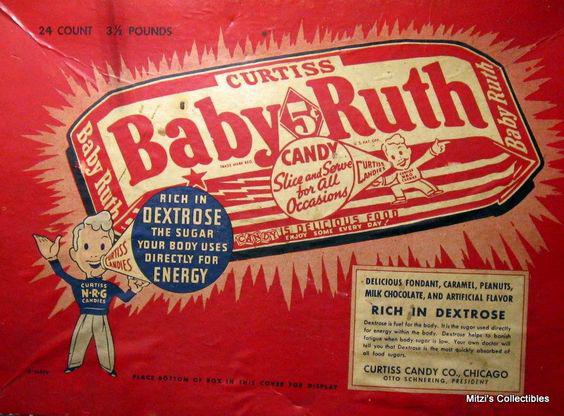 24 COUNT 3½ POUNDS
CURTISS
Baby Ruth
5¢
TRADE MARK REG.
U.S. PAT. OFF.
CANDY
Slice and Serve
for all
Occasions
CURTISS
CANDIES
Baby Ruth
Baby Ruth
CANDY IS DELICIOUS FOOD
ENJOY SOME EVERY DAY!
RICH IN
DEXTROSE
THE SUGAR
YOUR BODY USES
DIRECTLY FOR
ENERGY
CURTISS
CANDIES
CURTISS
N-R-G
CANDIES
DELICIOUS FONDANT, CARAMEL, PEANUTS,
MILK CHOCOLATE, AND ARTIFICIAL FLAVOR
RICH IN DEXTROSE
Dextrose is fuel for the body. It is the sugar used directly
for energy within the body. Dextrose helps to banish
fatigue when body sugar is low. Your own doctor will
tell you that Dextrose is the most quickly absorbed of
all food sugars.
CURTISS CANDY CO., CHICAGO
OTTO SCHNERING, PRESIDENT
PLACE BOTTOM OF BOX IN THIS COVER FOR DISPLAY
Mitzi's Collectibles